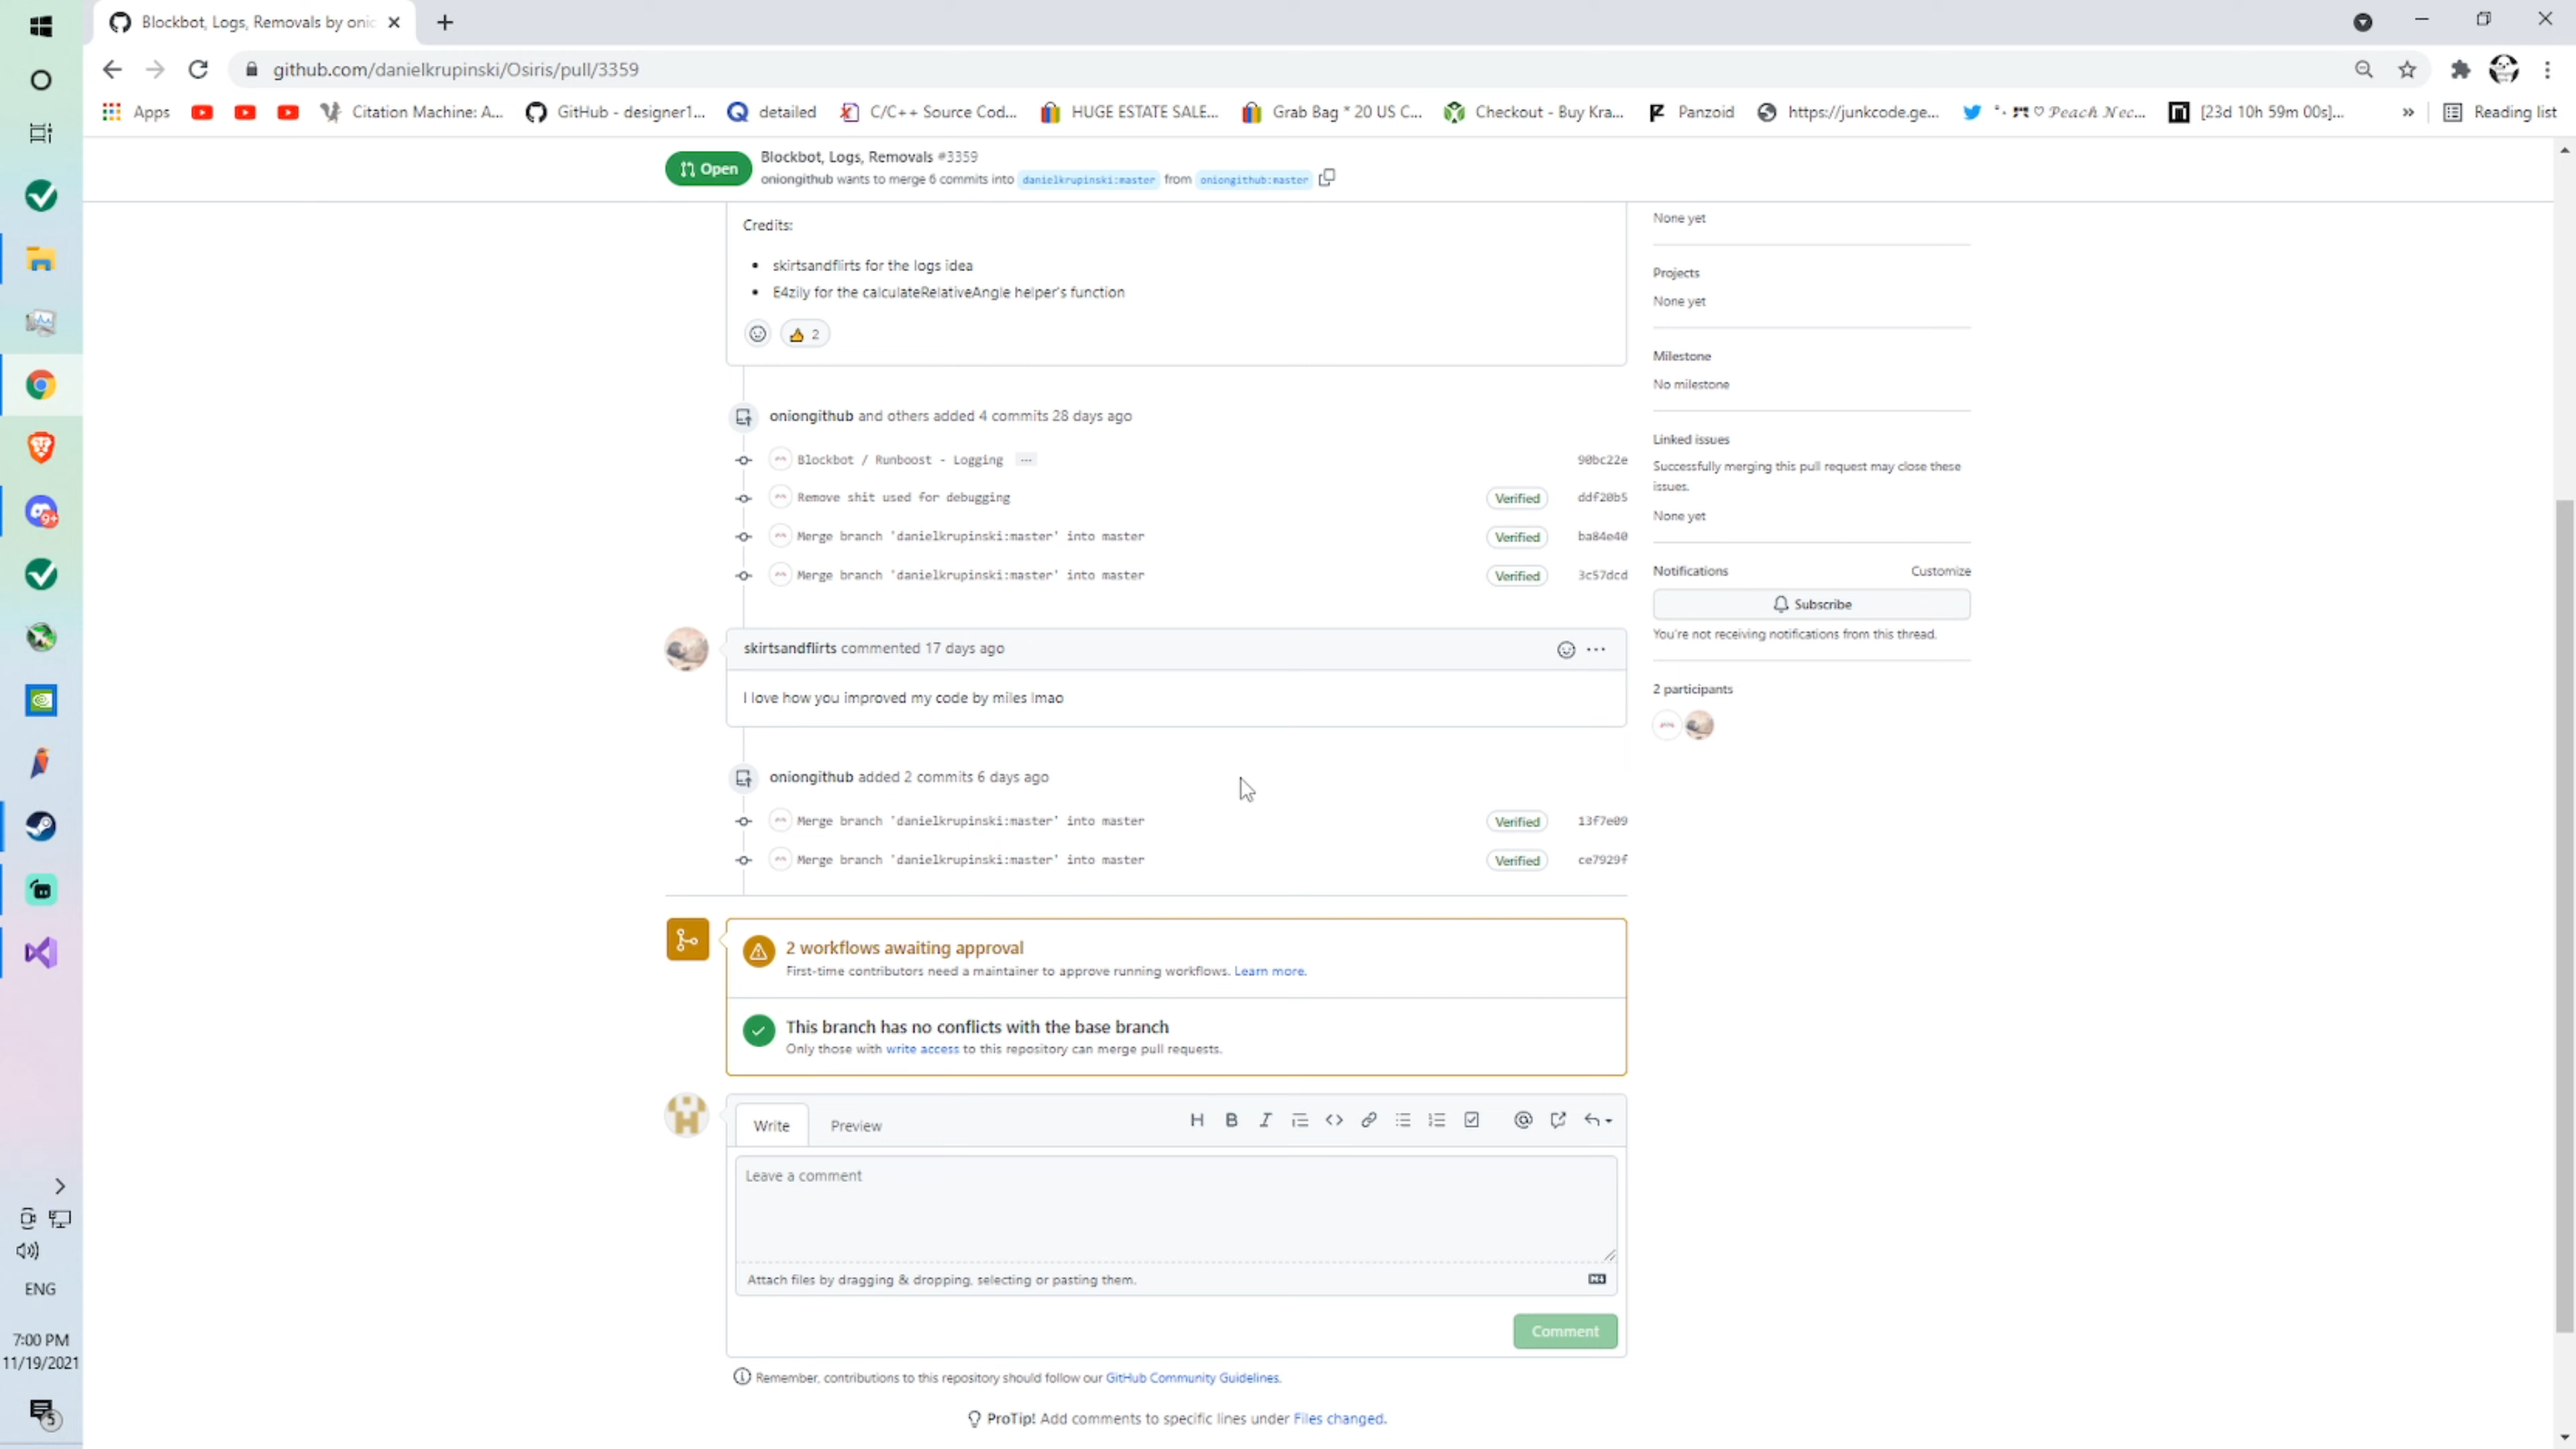 Blockbot, Logs, Removals by onic
github.com/danielkrupinski/Osiris/pull/3359
Apps
Citation Machine: A...
GitHub - designer1...
detailed
C/C++ Source Cod...
HUGE ESTATE SALE...
Grab Bag * 20 US C...
Checkout - Buy Kra...
Panzoid
https://junkcode.ge...
Peach Nec...
[23d 10h 59m 00s]...
»
Reading list
Open
Blockbot, Logs, Removals #3359
oniongithub wants to merge 6 commits into danielkrupinski:master from oniongithub:master
Credits:
• skirtsandflirts for the logs idea
• E4zily for the calculateRelativeAngle helper's function
2
oniongithub and others added 4 commits 28 days ago
Blockbot / Runboost - Logging ... 90bc22e
Remove shit used for debugging Verified ddf20b5
Merge branch 'danielkrupinski:master' into master Verified ba84e40
Merge branch 'danielkrupinski:master' into master Verified 3c57dcd
skirtsandflirts commented 17 days ago
I love how you improved my code by miles lmao
oniongithub added 2 commits 6 days ago
Merge branch 'danielkrupinski:master' into master Verified 13f7e09
Merge branch 'danielkrupinski:master' into master Verified ce7929f
2 workflows awaiting approval
First-time contributors need a maintainer to approve running workflows. Learn more.
This branch has no conflicts with the base branch
Only those with write access to this repository can merge pull requests.
Write
Preview
Leave a comment
Attach files by dragging & dropping, selecting or pasting them.
Comment
Remember, contributions to this repository should follow our GitHub Community Guidelines.
ProTip! Add comments to specific lines under Files changed.
None yet
Projects
None yet
Milestone
No milestone
Linked issues
Successfully merging this pull request may close these
issues.
None yet
Notifications
Customize
Subscribe
You're not receiving notifications from this thread.
2 participants
9+
ENG
7:00 PM
11/19/2021
5